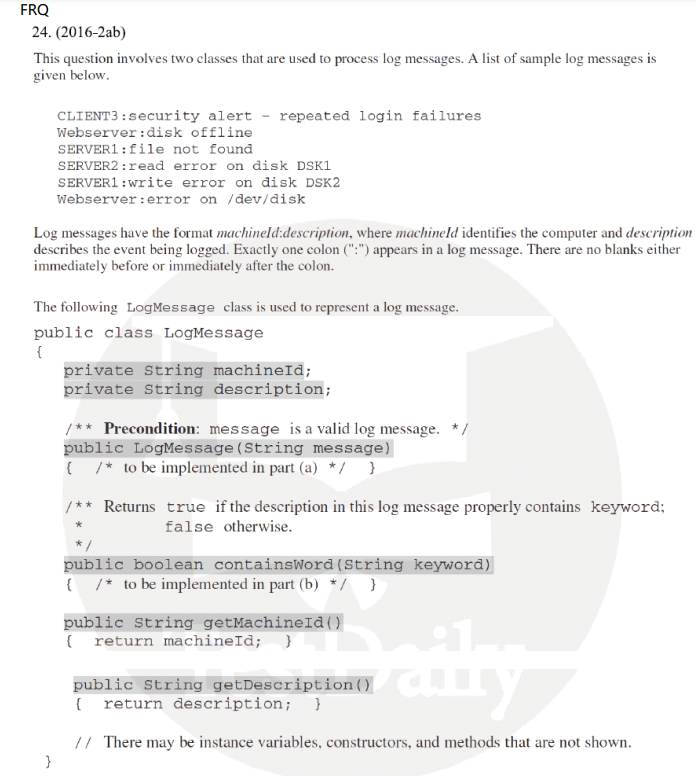 FRQ
24. (2016-2ab)
This question involves two classes that are used to process log messages. A list of sample log messages is
given below.
CLIENT3:security alert – repeated login failures
Webserver:disk offline
SERVER1:file not found
SERVER2:read error on disk DSK1
SERVER1:write error on disk DSK2
Webserver:error on /dev/disk
Log messages have the format machineId:description, where machineId identifies the computer and description
describes the event being logged. Exactly one colon (":") appears in a log message. There are no blanks either
immediately before or immediately after the colon.
The following LogMessage class is used to represent a log message.
public class LogMessage
{
private String machineId;
private String description;
/** Precondition: message is a valid log message. */
public LogMessage(String message)
{ /* to be implemented in part (a) */ }
/** Returns true if the description in this log message properly contains keyword;
* false otherwise.
*/
public boolean containsWord(String keyword)
{ /* to be implemented in part (b) */ }
public String getMachineId()
{ return machineId; }
public String getDescription()
{ return description; }
// There may be instance variables, constructors, and methods that are not shown.
}